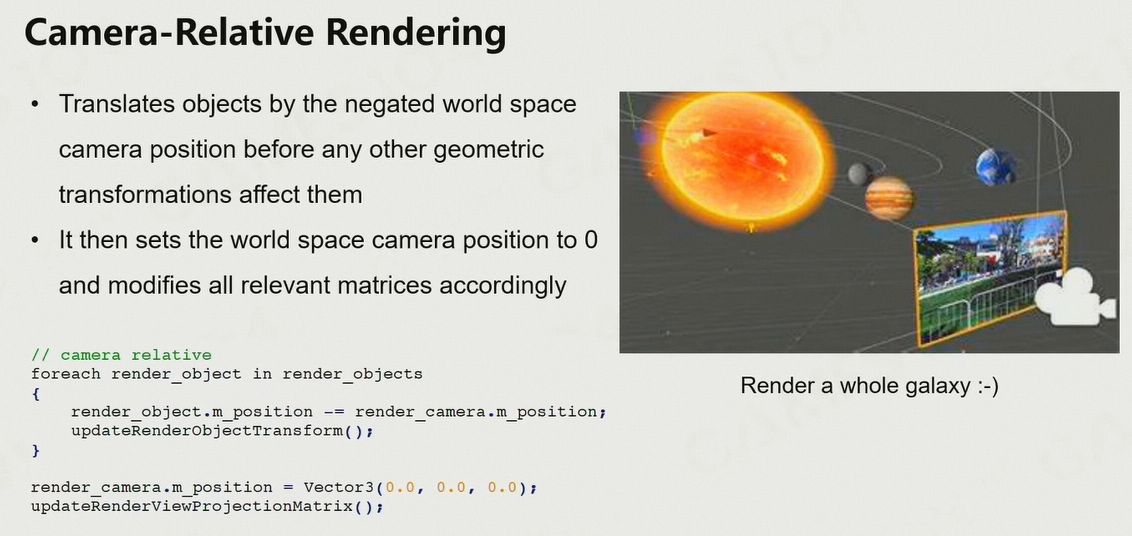 Camera-Relative Rendering
• Translates objects by the negated world space
camera position before any other geometric
transformations affect them
• It then sets the world space camera position to 0
and modifies all relevant matrices accordingly
// camera relative
foreach render_object in render_objects
{
    render_object.m_position -= render_camera.m_position;
    updateRenderObjectTransform();
}
render_camera.m_position = Vector3(0.0, 0.0, 0.0);
updateRenderViewProjectionMatrix();
Render a whole galaxy :-)